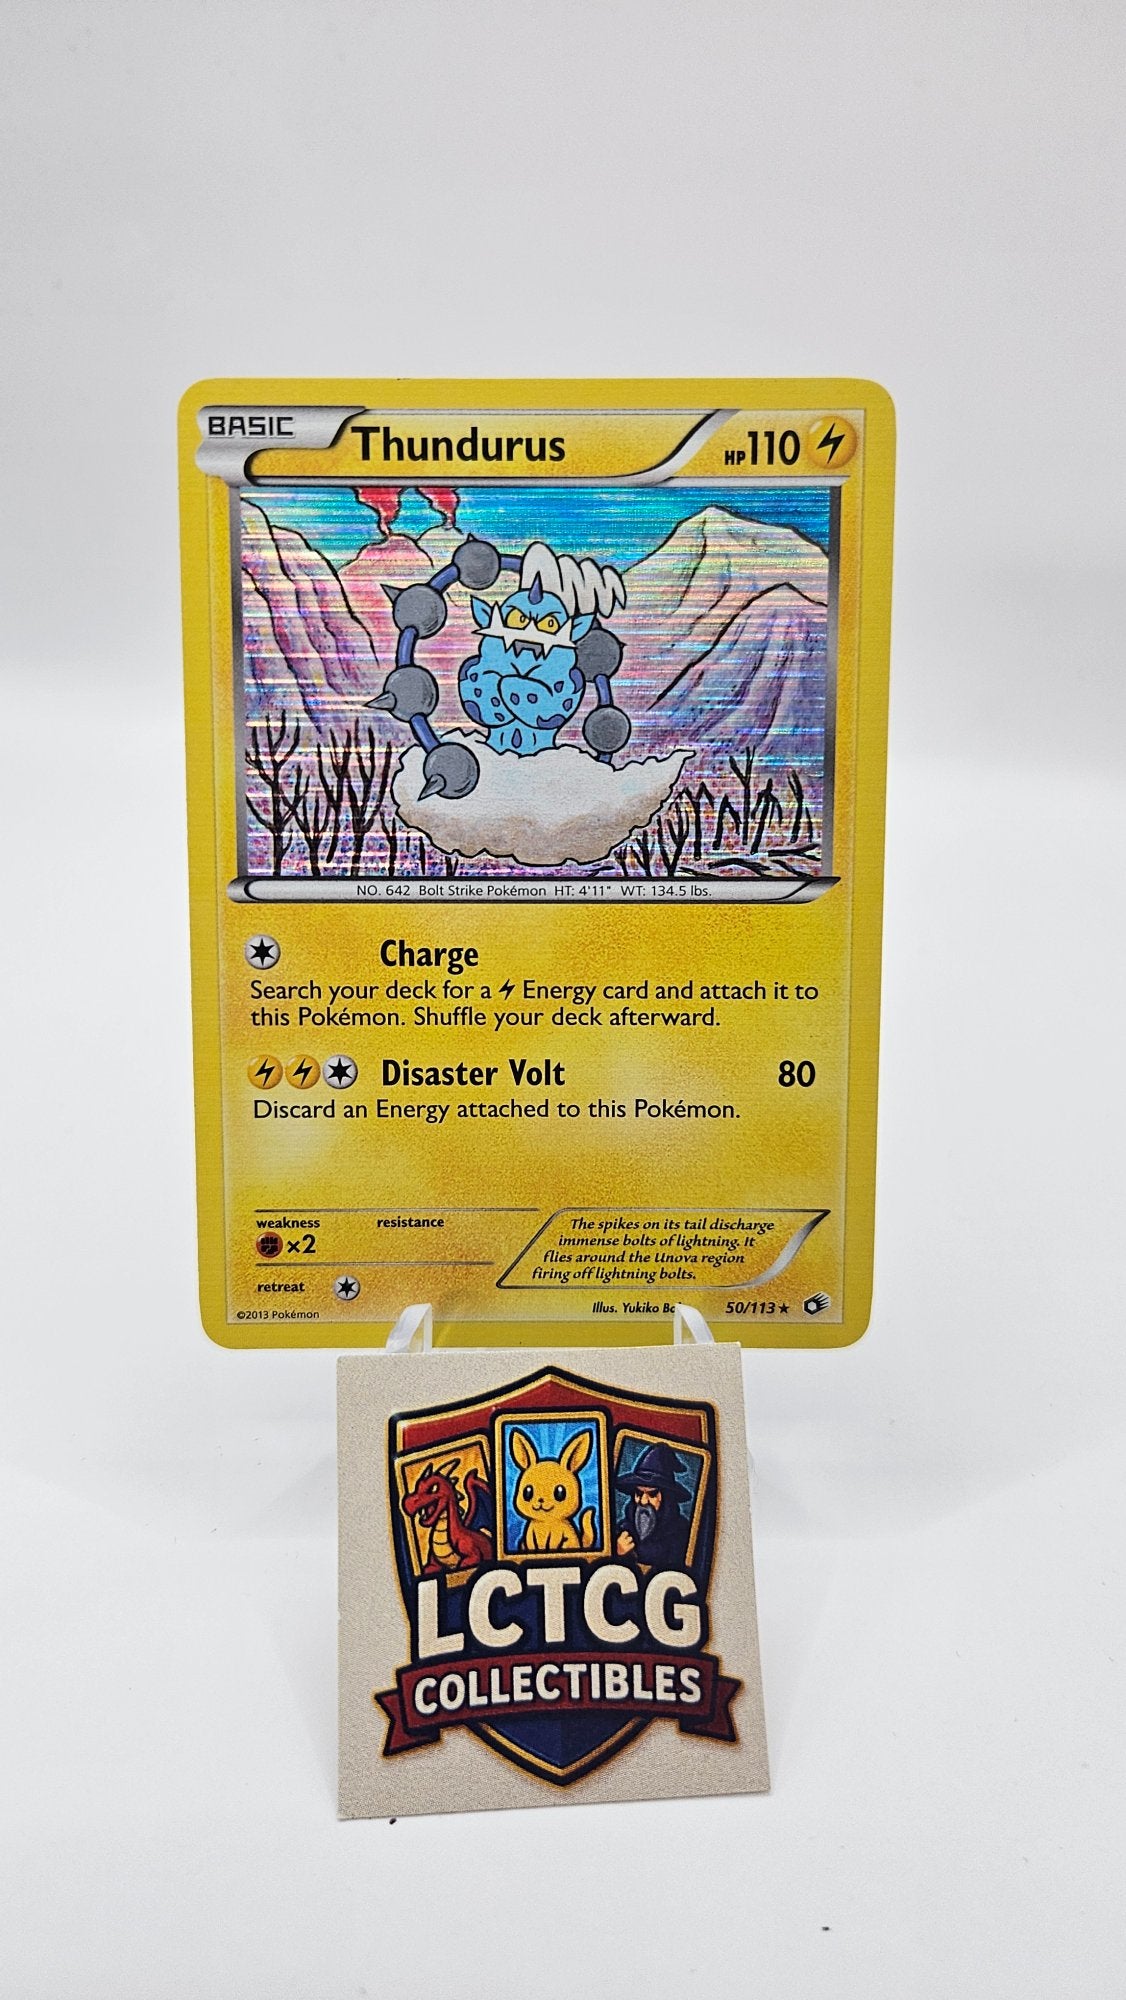 BASIC
Thundurus
HP110
NO. 642 Bolt Strike Pokémon HT: 4'11" WT: 134.5 lbs.
Charge
Search your deck for a Energy card and attach it to
this Pokémon. Shuffle your deck afterward.
Disaster Volt 80
Discard an Energy attached to this Pokémon.
weakness resistance
×2
retreat
The spikes on its tail discharge
immense bolts of lightning. It
flies around the Unova region
firing off lightning bolts.
©2013 Pokémon
Illus. Yukiko 50/113★
LCTCG
COLLECTIBLES